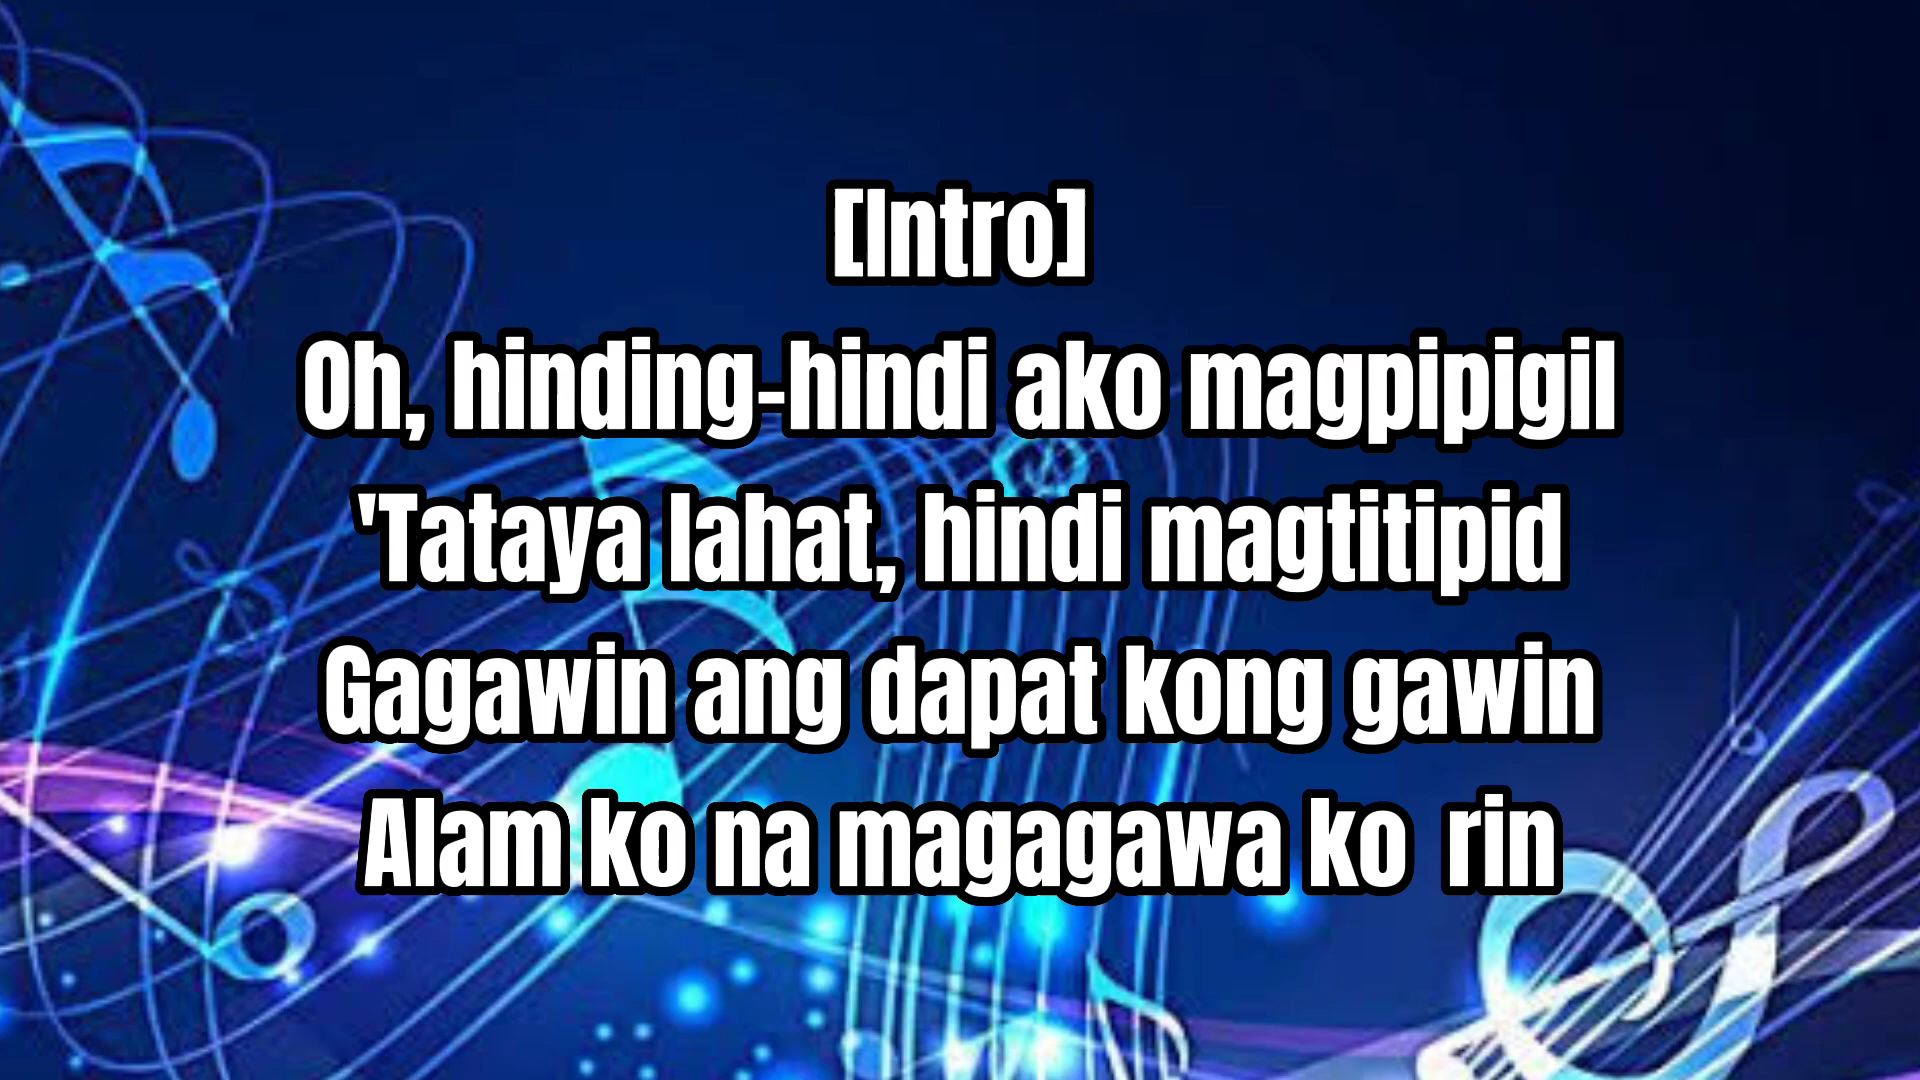 [Intro]
Oh, hinding-hindi ako magpipigil
'Tataya lahat, hindi magtitipid
Gagawin ang dapat kong gawin
Alam ko na magagawa ko rin